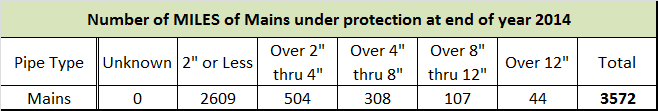 Number of MILES of Mains under protection at end of year 2014
Pipe Type Unknown 2" or Less Over 2" thru 4" Over 4" thru 8" Over 8" thru 12" Over 12" Total
Mains 0 2609 504 308 107 44 3572